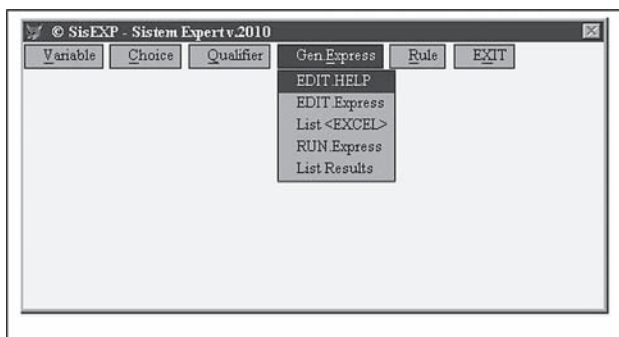 © SisEXP - Sistem Expert v.2010
Variable Choice Qualifier Gen.Express Rule EXIT
EDIT.HELP
EDIT.Express
List <EXCEL>
RUN.Express
List Results